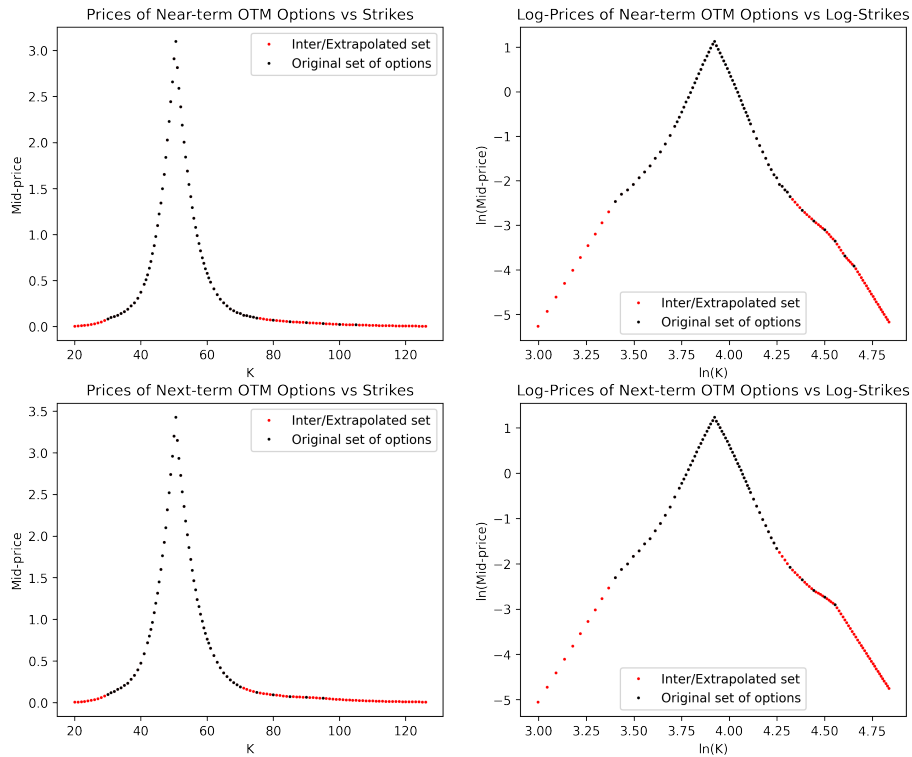 Prices of Near-term OTM Options vs Strikes
Inter/Extrapolated set
Original set of options
3.0
2.5
2.0
1.5
1.0
0.5
0.0
Mid-price
20
40
60
80
100
120
K
Log-Prices of Near-term OTM Options vs Log-Strikes
1
0
−1
−2
−3
−4
−5
ln(Mid-price)
Inter/Extrapolated set
Original set of options
3.00
3.25
3.50
3.75
4.00
4.25
4.50
4.75
ln(K)
Prices of Next-term OTM Options vs Strikes
Inter/Extrapolated set
Original set of options
3.5
3.0
2.5
2.0
1.5
1.0
0.5
0.0
Mid-price
20
40
60
80
100
120
K
Log-Prices of Next-term OTM Options vs Log-Strikes
1
0
−1
−2
−3
−4
−5
ln(Mid-price)
Inter/Extrapolated set
Original set of options
3.00
3.25
3.50
3.75
4.00
4.25
4.50
4.75
ln(K)